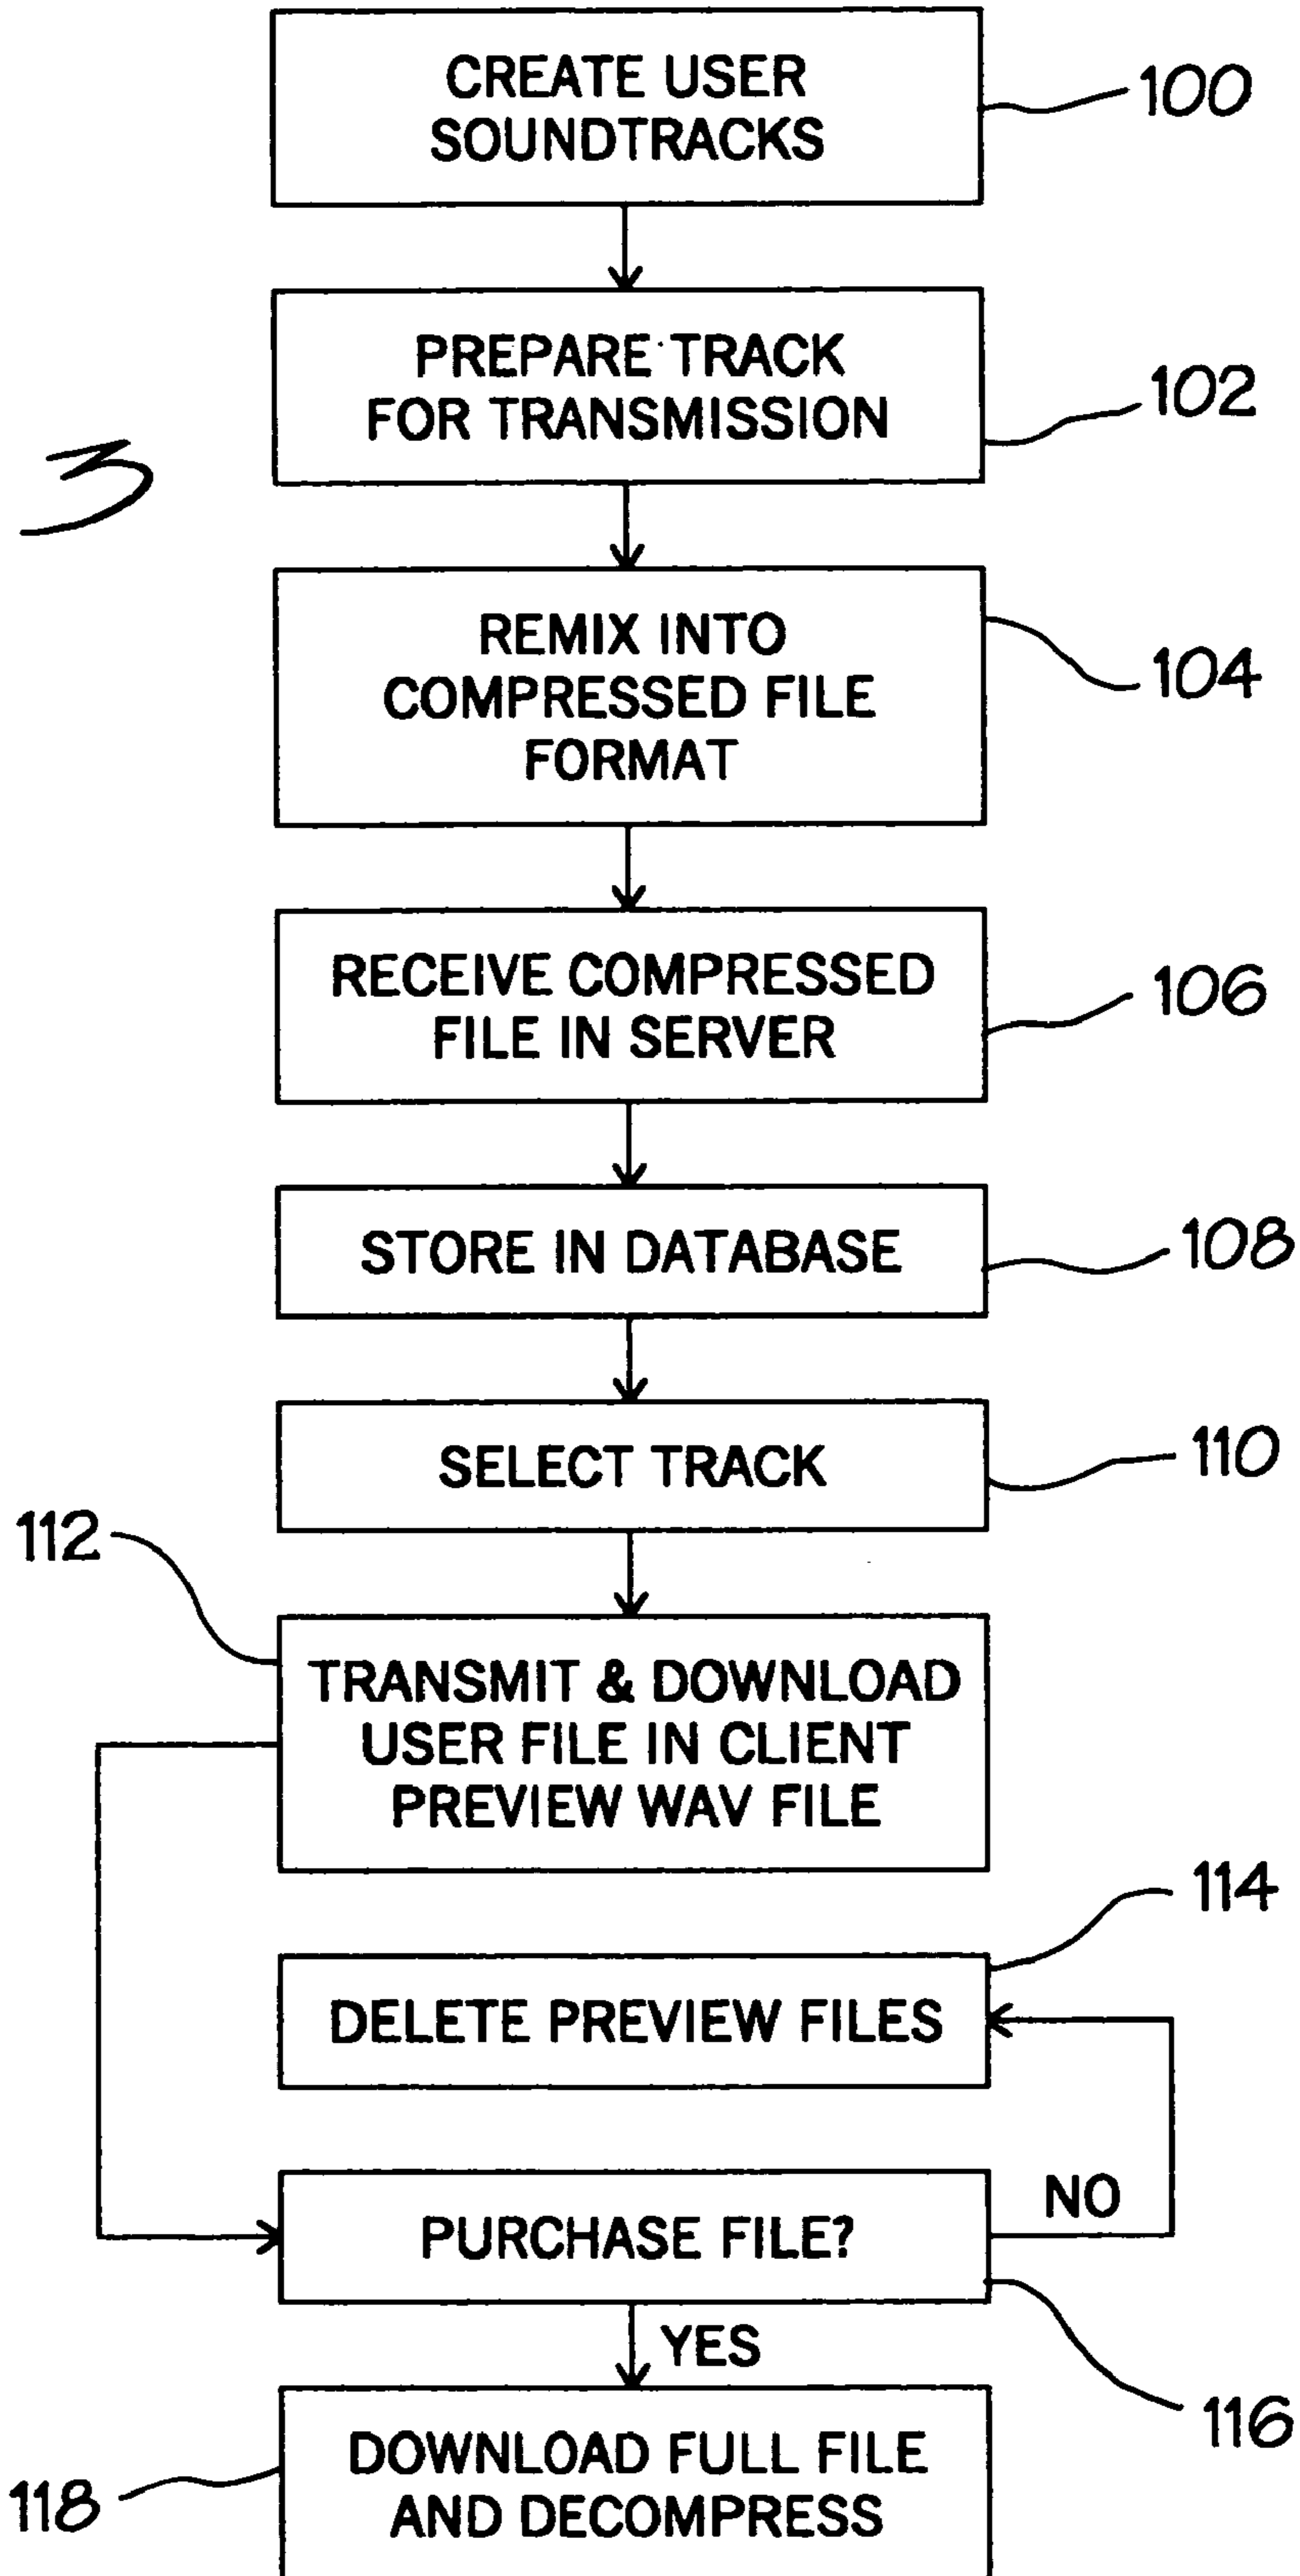 CREATE USER
SOUNDTRACKS
100
PREPARE TRACK
FOR TRANSMISSION
102
3
REMIX INTO
COMPRESSED FILE
FORMAT
104
RECEIVE COMPRESSED
FILE IN SERVER
106
STORE IN DATABASE
108
SELECT TRACK
110
112
TRANSMIT & DOWNLOAD
USER FILE IN CLIENT
PREVIEW WAV FILE
114
DELETE PREVIEW FILES
NO
PURCHASE FILE?
YES
116
DOWNLOAD FULL FILE
AND DECOMPRESS
118